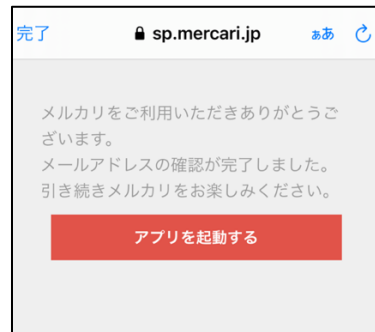 完了 sp.mercari.jp ぁあ
メルカリをご利用いただきありがとうご
ざいます。
メールアドレスの確認が完了しました。
引き続きメルカリをお楽しみください。
アプリを起動する